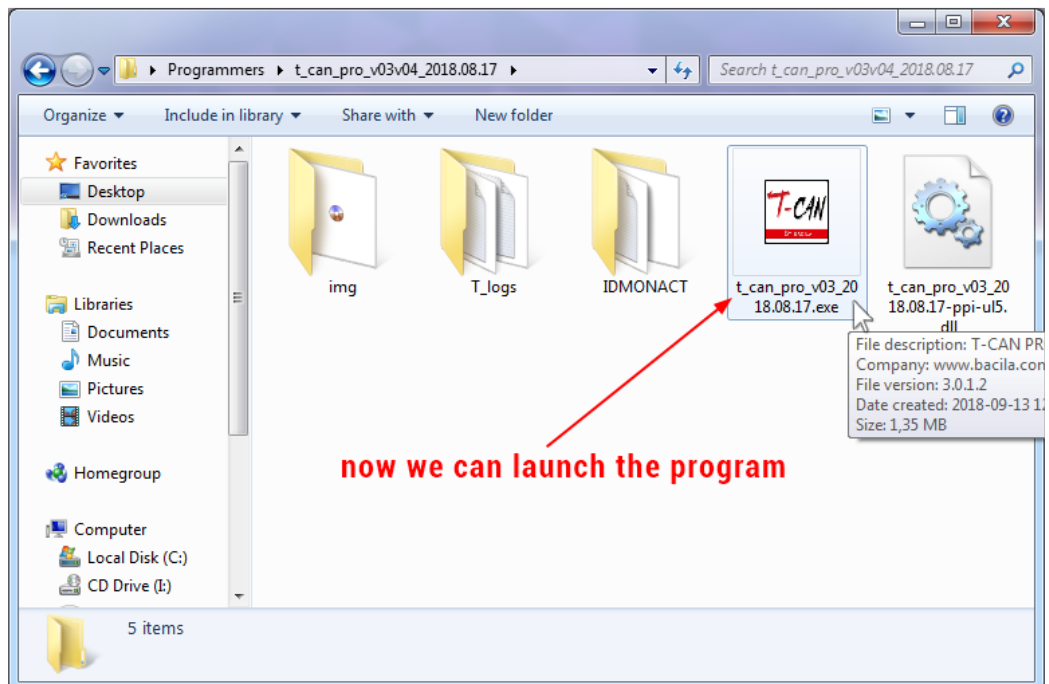 Programmers
t_can_pro_v03v04_2018.08.17
Search t_can_pro_v03v04_2018.08.17
Organize
Include in library
Share with
New folder
Favorites
Desktop
Downloads
Recent Places
Libraries
Documents
Music
Pictures
Videos
Homegroup
Computer
Local Disk (C:)
CD Drive (I:)
img
T_logs
IDMONACT
T-CAN
t_can_pro_v03_20
18.08.17.exe
t_can_pro_v03_20
18.08.17-ppi-ul5.
dll
File description: T-CAN PR
Company: www.bacila.con
File version: 3.0.1.2
Date created: 2018-09-13 12
Size: 1,35 MB
now we can launch the program
5 items